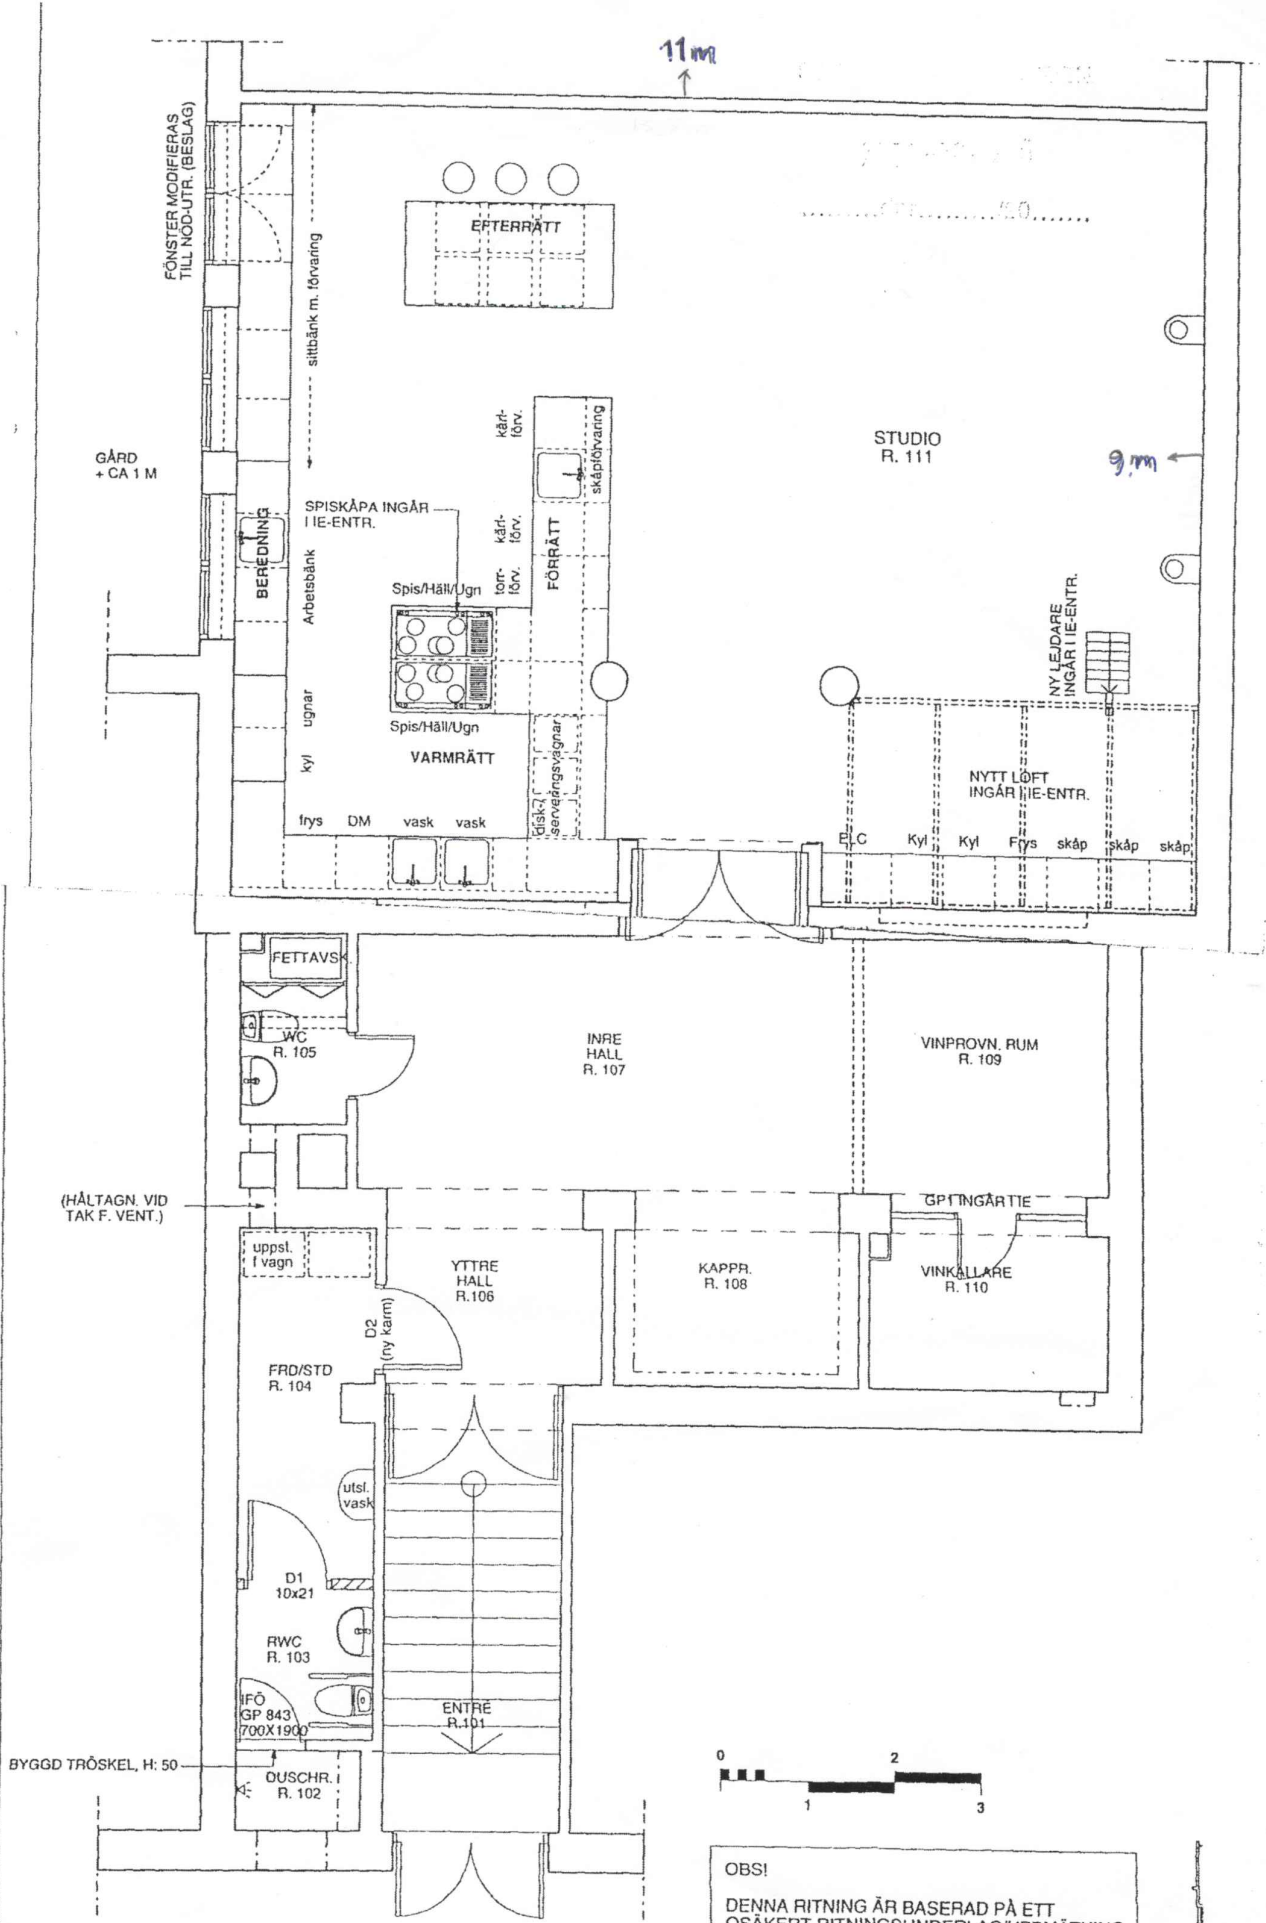 11 m
FÖNSTER MODIFIERAS
TILL NÖD-UTR. (BESLAG)
sittbänk m. förvaring
EFTERRÄTT
GÅRD
+ CA 1 M
STUDIO
R. 111
9 m
SPISKÅPA INGÅR
I IE-ENTR.
kärl-
förv.
skåpförvaring
BEREDNING
Arbetsbänk
kärl-
förv.
torr-
förv.
FÖRRÄTT
Spis/Häll/Ugn
NY LEJDARE
INGÅR I IE-ENTR.
ugnar
kyl
Spis/Häll/Ugn
VARMRÄTT
disk-/
serveringsvagnar
NYTT LOFT
INGÅR I IE-ENTR.
frys
DM
vask
vask
ELC
Kyl
Kyl
Frys
skåp
skåp
skåp
FETTAVSK
WC
R. 105
INRE
HALL
R. 107
VINPROVN. RUM
R. 109
(HÅLTAGN. VID
TAK F. VENT.)
GP1 INGÅR I IE
uppst.
f vagn
YTTRE
HALL
R.106
KAPPR.
R. 108
VINKÄLLARE
R. 110
D2
(ny karm)
FRD/STD
R. 104
utsl.
vask
D1
10x21
RWC
R. 103
IFÖ
GP 843
700X1900
ENTRÉ
R.101
BYGGD TRÖSKEL, H: 50
DUSCHR.
R. 102
0 2
1 3
OBS!
DENNA RITNING ÄR BASERAD PÅ ETT
OSÄKERT RITNINGSUNDERLAG/UPPMÄTNING